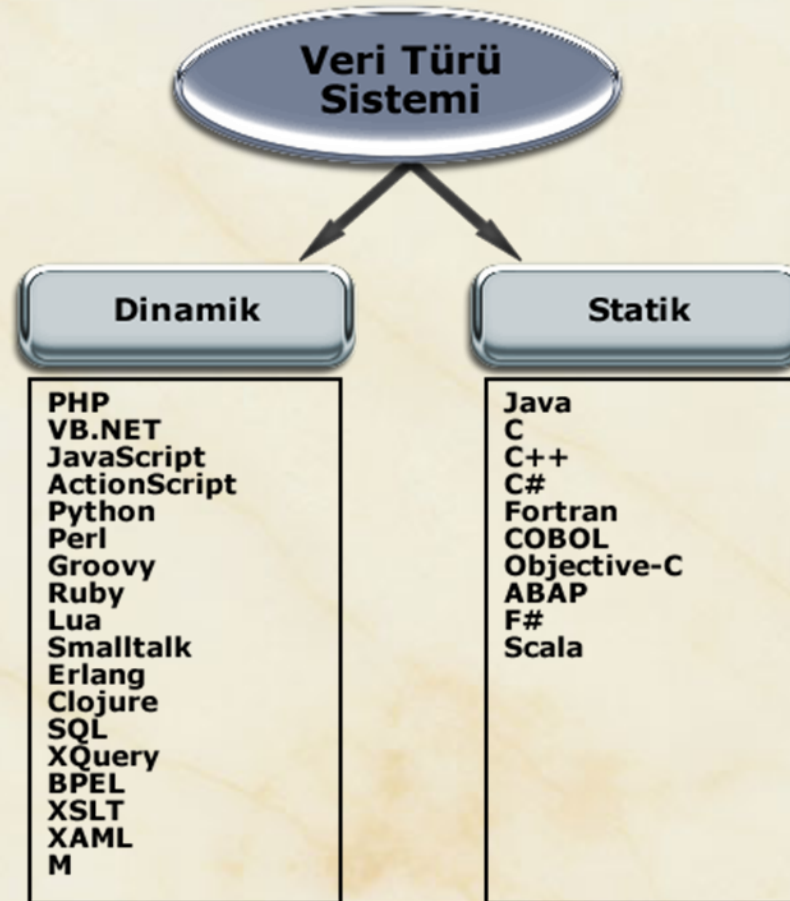 Veri Türü
Sistemi
Dinamik
Statik
PHP
VB.NET
JavaScript
ActionScript
Python
Perl
Groovy
Ruby
Lua
Smalltalk
Erlang
Clojure
SQL
XQuery
BPEL
XSLT
XAML
M
Java
C
C++
C#
Fortran
COBOL
Objective-C
ABAP
F#
Scala